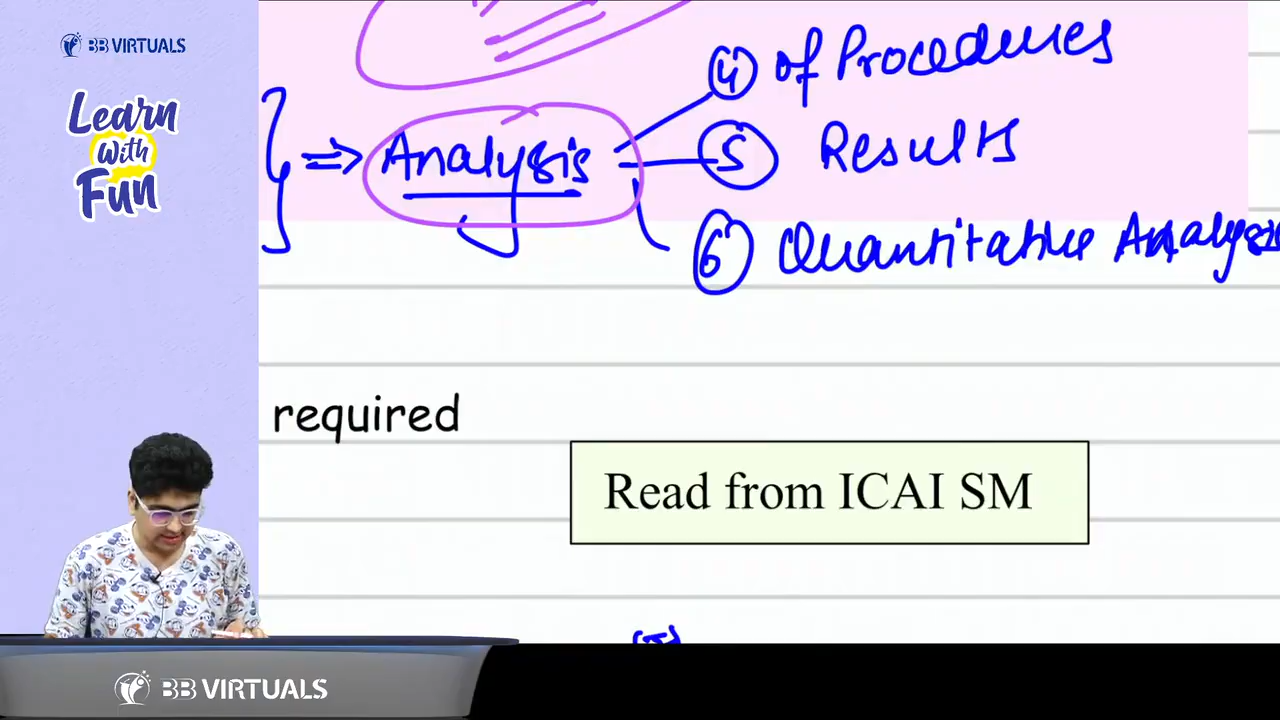 BB VIRTUALS
Learn
With
Fun
④ of Procedures
⇒ Analysis
⑤ Results
⑥ Quantitative Analysis
required
Read from ICAI SM
BB VIRTUALS